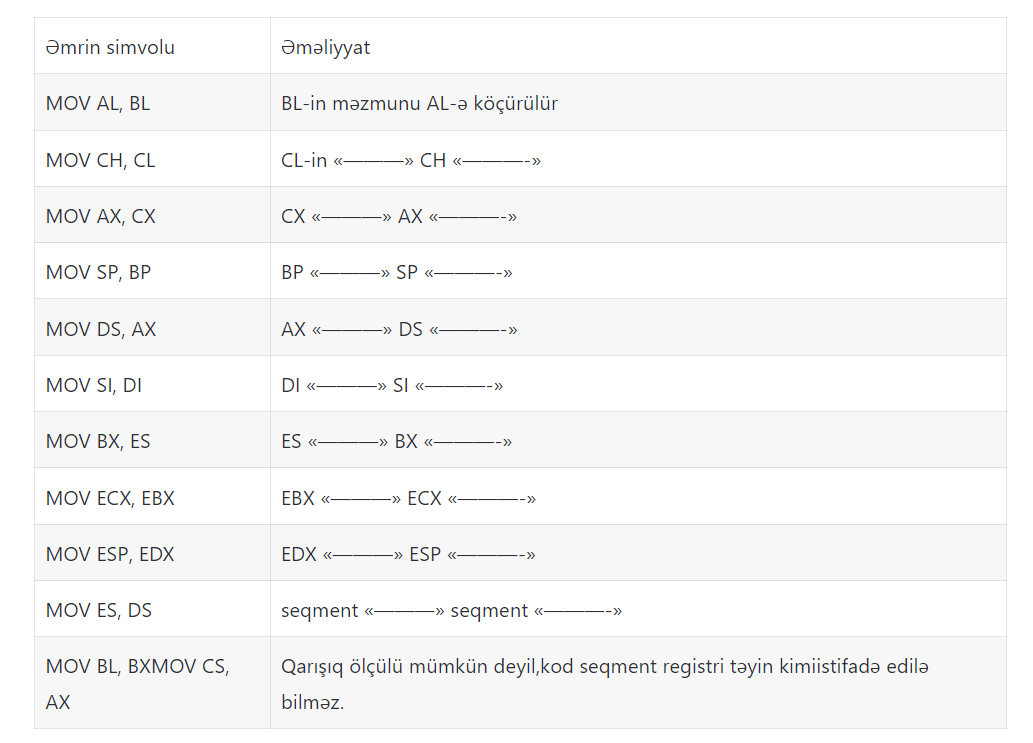 Əmrin simvolu Əməliyyat
MOV AL, BL BL-in məzmunu AL-ə köçürülür
MOV CH, CL CL-in «———–» CH «———–-»
MOV AX, CX CX «———–» AX «———–-»
MOV SP, BP BP «———–» SP «———–-»
MOV DS, AX AX «———–» DS «———–-»
MOV SI, DI DI «———–» SI «———–-»
MOV BX, ES ES «———–» BX «———–-»
MOV ECX, EBX EBX «———–» ECX «———–-»
MOV ESP, EDX EDX «———–» ESP «———–-»
MOV ES, DS seqment «———–» seqment «———–-»
MOV BL, BXMOV CS, Qarışıq ölçülü mümkün deyil,kod seqment registri təyin kimiistifadə edilə
AX bilməz.